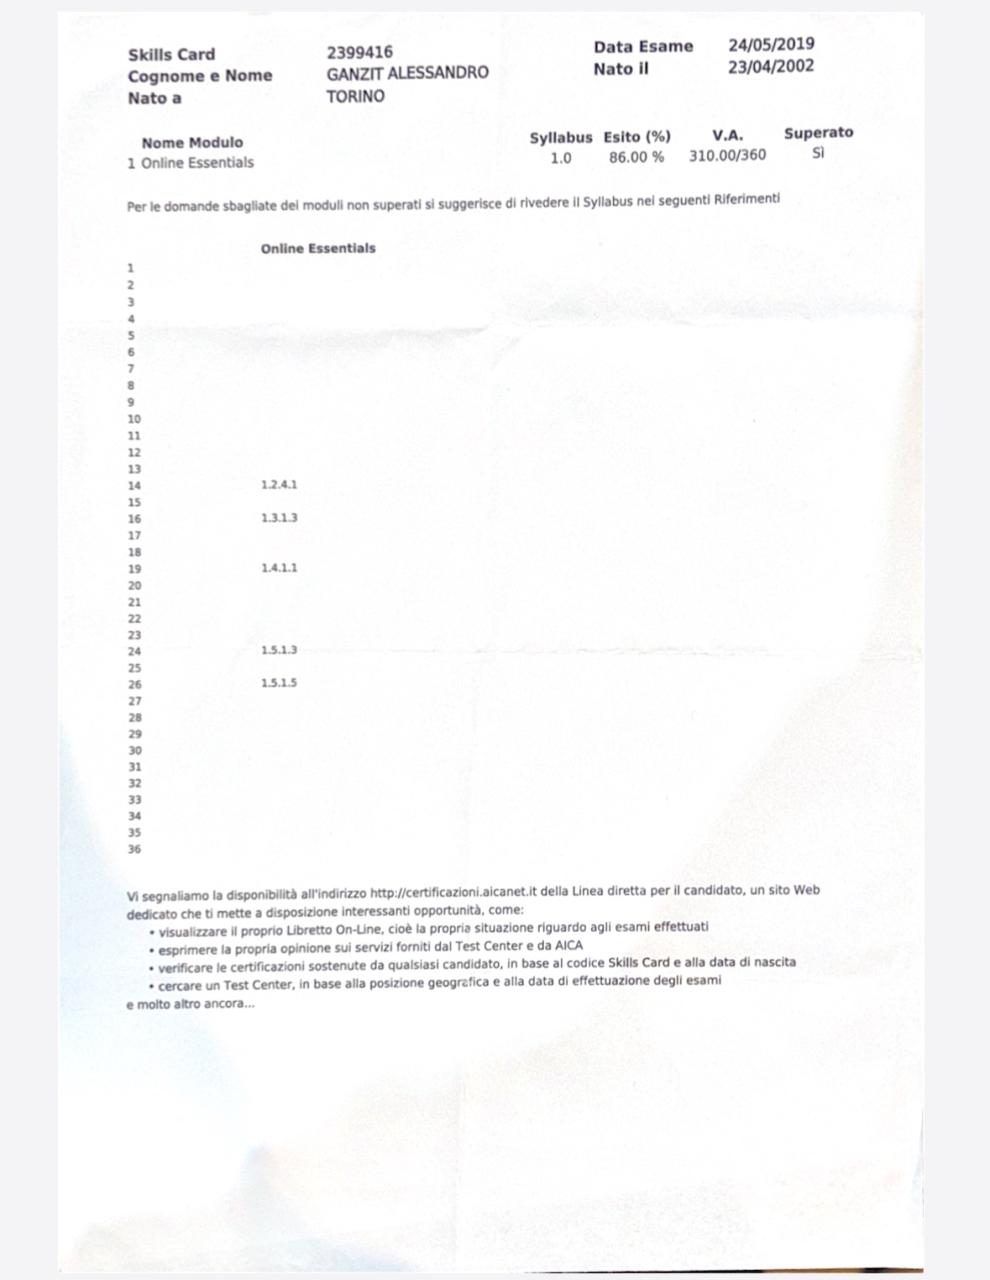 Skills Card 2399416 Data Esame 24/05/2019
Cognome e Nome GANZIT ALESSANDRO Nato il 23/04/2002
Nato a TORINO
Nome Modulo Syllabus Esito (%) V.A. Superato
1 Online Essentials 1.0 86.00 % 310.00/360 Sì
Per le domande sbagliate dei moduli non superati si suggerisce di rivedere il Syllabus nei seguenti Riferimenti
Online Essentials
1
2
3
4
5
6
7
8
9
10
11
12
13
14 1.2.4.1
15
16 1.3.1.3
17
18
19 1.4.1.1
20
21
22
23
24 1.5.1.3
25
26 1.5.1.5
27
28
29
30
31
32
33
34
35
36
Vi segnaliamo la disponibilità all'indirizzo http://certificazioni.aicanet.it della Linea diretta per il candidato, un sito Web
dedicato che ti mette a disposizione interessanti opportunità, come:
• visualizzare il proprio Libretto On-Line, cioè la propria situazione riguardo agli esami effettuati
• esprimere la propria opinione sui servizi forniti dal Test Center e da AICA
• verificare le certificazioni sostenute da qualsiasi candidato, in base al codice Skills Card e alla data di nascita
• cercare un Test Center, in base alla posizione geografica e alla data di effettuazione degli esami
e molto altro ancora...